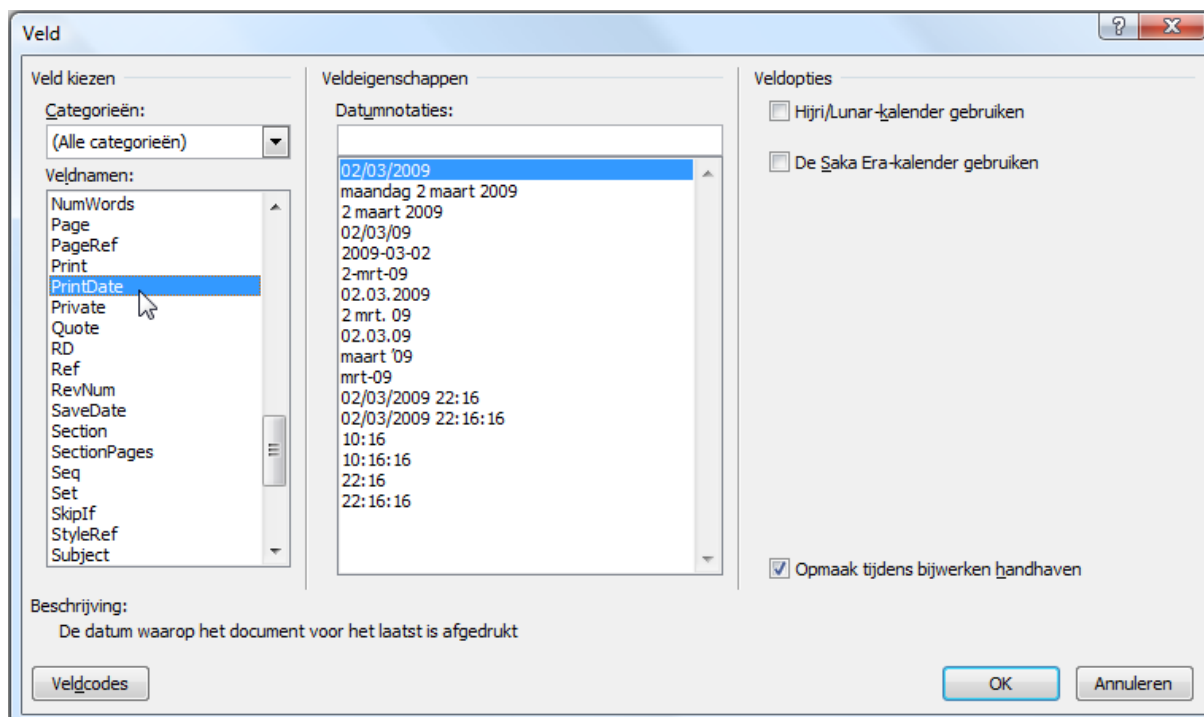 Veld
Veld kiezen
Categorieën:
(Alle categorieën)
Veldnamen:
NumWords
Page
PageRef
Print
PrintDate
Private
Quote
RD
Ref
RevNum
SaveDate
Section
SectionPages
Seq
Set
SkipIf
StyleRef
Subject
Veldeigenschappen
Datumnotaties:
02/03/2009
maandag 2 maart 2009
2 maart 2009
02/03/09
2009-03-02
2-mrt-09
02.03.2009
2 mrt. 09
02.03.09
maart '09
mrt-09
02/03/2009 22:16
02/03/2009 22:16:16
10:16
10:16:16
22:16
22:16:16
Veldopties
Hijri/Lunar-kalender gebruiken
De Saka Era-kalender gebruiken
Opmaak tijdens bijwerken handhaven
Beschrijving:
De datum waarop het document voor het laatst is afgedrukt
Veldcodes
OK
Annuleren